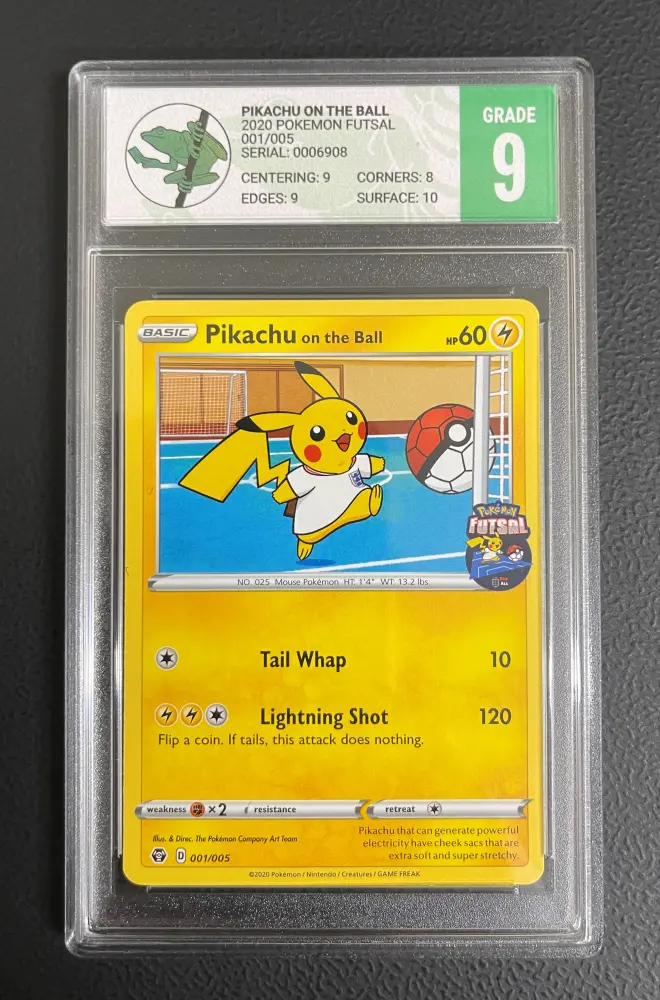 PIKACHU ON THE BALL
2020 POKEMON FUTSAL
001/005
SERIAL: 0006908
CENTERING: 9 CORNERS: 8
EDGES: 9 SURFACE: 10
GRADE
9
BASIC Pikachu on the Ball HP60
POKéMON
FUTSAL
NO. 025 Mouse Pokémon HT: 1'4" WT: 13.2 lbs
Tail Whap 10
Lightning Shot 120
Flip a coin. If tails, this attack does nothing.
weakness ×2 resistance retreat
Illus. & Direc. The Pokémon Company Art Team
Pikachu that can generate powerful
electricity have cheek sacs that are
extra soft and super stretchy.
D 001/005
©2020 Pokémon / Nintendo / Creatures / GAME FREAK